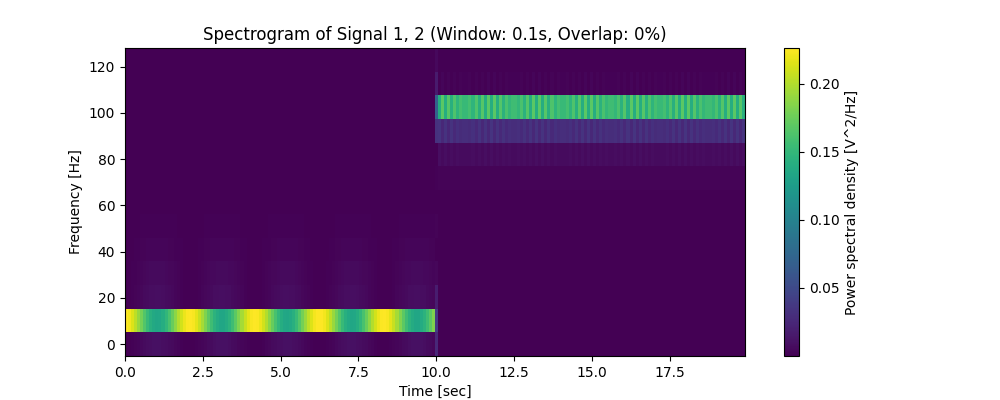 Spectrogram of Signal 1, 2 (Window: 0.1s, Overlap: 0%)
120
100
80
60
40
20
0
Frequency [Hz]
0.0 2.5 5.0 7.5 10.0 12.5 15.0 17.5
Time [sec]
0.20
0.15
0.10
0.05
Power spectral density [V^2/Hz]